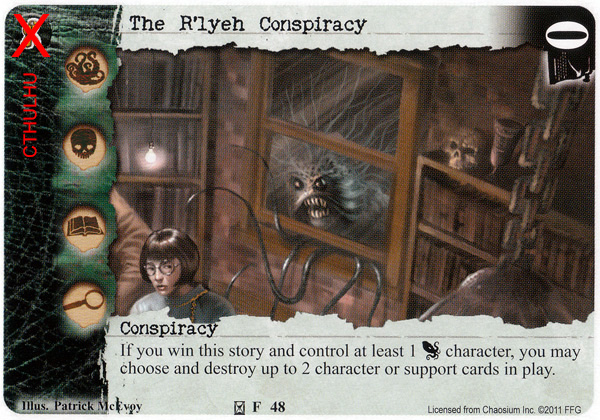 The R'lyeh Conspiracy
0
X
CTHULHU
Conspiracy
If you win this story and control at least 1 character, you may
choose and destroy up to 2 character or support cards in play.
Illus. Patrick McEvoy
F 48
Licensed from Chaosium Inc. ©2011 FFG